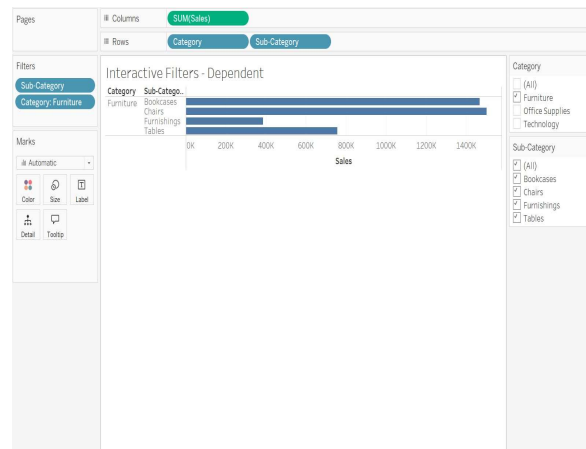 Pages
Columns
SUM(Sales)
Rows
Category
Sub-Category
Filters
Sub-Category
Category: Furniture
Marks
Automatic
Color
Size
Label
Detail
Tooltip
Interactive Filters - Dependent
Category
Sub-Catego..
Furniture
Bookcases
Chairs
Furnishings
Tables
0K 200K 400K 600K 800K 1000K 1200K 1400K
Sales
Category
(All)
Furniture
Office Supplies
Technology
Sub-Category
(All)
Bookcases
Chairs
Furnishings
Tables